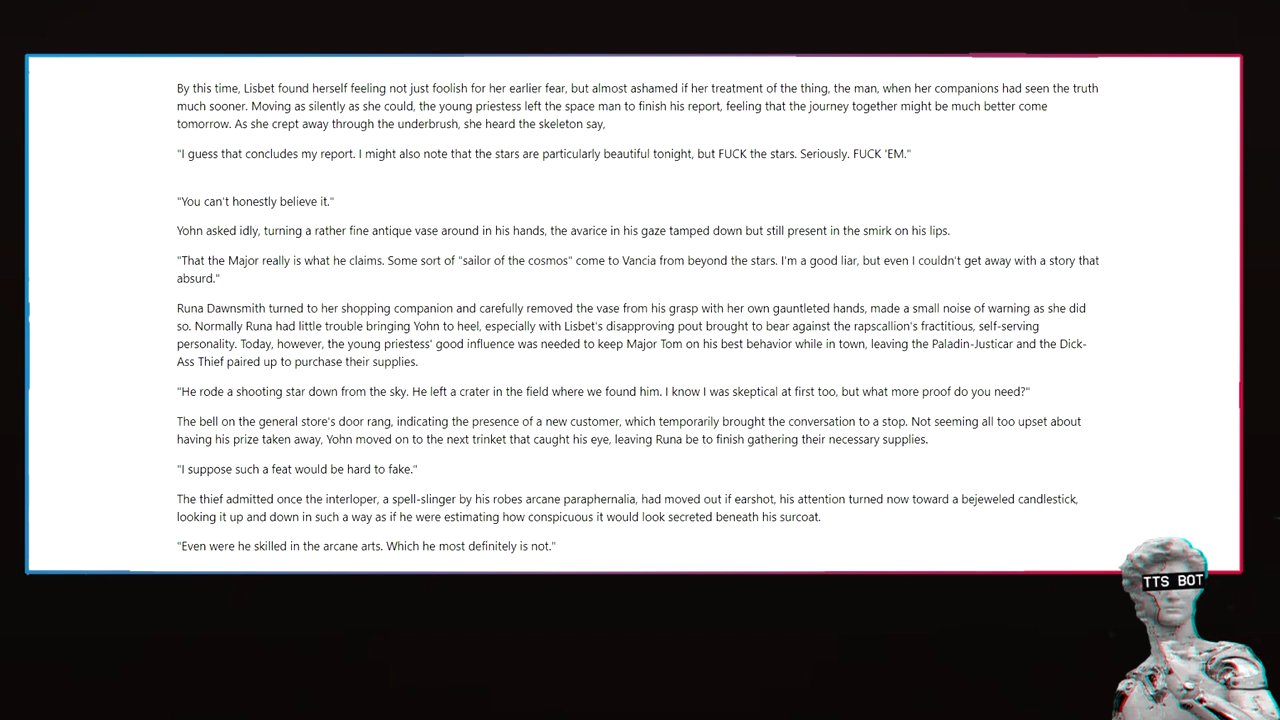 By this time, Lisbet found herself feeling not just foolish for her earlier fear, but almost ashamed if her treatment of the thing, the man, when her companions had seen the truth
much sooner. Moving as silently as she could, the young priestess left the space man to finish his report, feeling that the journey together might be much better come
tomorrow. As she crept away through the underbrush, she heard the skeleton say,
"I guess that concludes my report. I might also note that the stars are particularly beautiful tonight, but FUCK the stars. Seriously. FUCK 'EM."
"You can't honestly believe it."
Yohn asked idly, turning a rather fine antique vase around in his hands, the avarice in his gaze tamped down but still present in the smirk on his lips.
"That the Major really is what he claims. Some sort of "sailor of the cosmos" come to Vancia from beyond the stars. I'm a good liar, but even I couldn't get away with a story that
absurd."
Runa Dawnsmith turned to her shopping companion and carefully removed the vase from his grasp with her own gauntleted hands, made a small noise of warning as she did
so. Normally Runa had little trouble bringing Yohn to heel, especially with Lisbet's disapproving pout brought to bear against the rapscallion's fractitious, self-serving
personality. Today, however, the young priestess' good influence was needed to keep Major Tom on his best behavior while in town, leaving the Paladin-Justicar and the Dick-
Ass Thief paired up to purchase their supplies.
"He rode a shooting star down from the sky. He left a crater in the field where we found him. I know I was skeptical at first too, but what more proof do you need?"
The bell on the general store's door rang, indicating the presence of a new customer, which temporarily brought the conversation to a stop. Not seeming all too upset about
having his prize taken away, Yohn moved on to the next trinket that caught his eye, leaving Runa be to finish gathering their necessary supplies.
"I suppose such a feat would be hard to fake."
The thief admitted once the interloper, a spell-slinger by his robes arcane paraphernalia, had moved out if earshot, his attention turned now toward a bejeweled candlestick,
looking it up and down in such a way as if he were estimating how conspicuous it would look secreted beneath his surcoat.
"Even were he skilled in the arcane arts. Which he most definitely is not."
TTS BOT